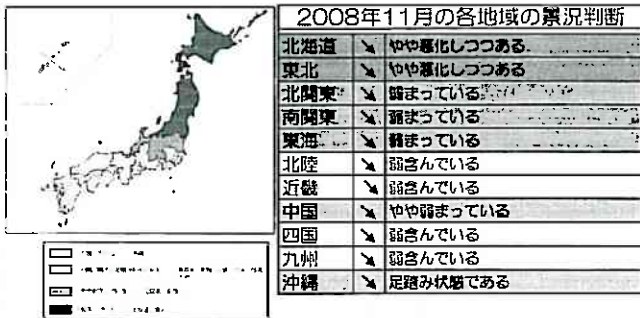 2008年11月の各地域の景況判断
北海道 ↘ やや悪化しつつある
東北 ↘ やや悪化しつつある
北関東 ↘ 弱まっている
南関東 ↘ 弱まっている
東海 ↘ 弱まっている
北陸 ↘ 弱含んでいる
近畿 ↘ 弱含んでいる
中国 ↘ やや弱まっている
四国 ↘ 弱含んでいる
九州 ↘ 弱含んでいる
沖縄 ↘ 足踏み状態である